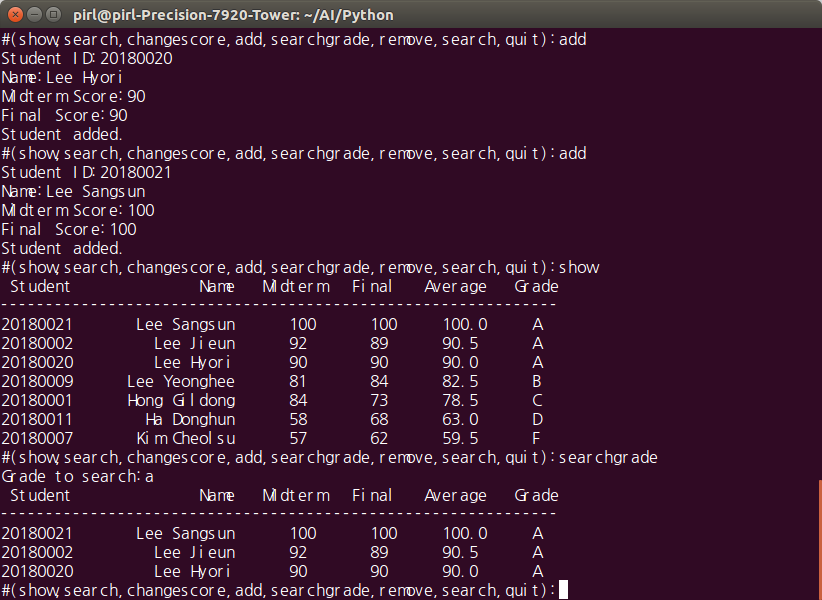 pirl@pirl-Precision-7920-Tower: ~/AI/Python
#(show,search, changescore, add, searchgrade, remove, search, quit): add
Student ID: 20180020
Name: Lee Hyori
Midterm Score: 90
Final Score: 90
Student added.
#(show,search, changescore, add, searchgrade, remove, search, quit): add
Student ID: 20180021
Name: Lee Sangsun
Midterm Score: 100
Final Score: 100
Student added.
#(show,search, changescore, add, searchgrade, remove, search, quit): show
Student Name Midterm Final Average Grade
--------------------------------------------------------------
20180021 Lee Sangsun 100 100 100.0 A
20180002 Lee Jieun 92 89 90.5 A
20180020 Lee Hyori 90 90 90.0 A
20180009 Lee Yeonghee 81 84 82.5 B
20180001 Hong Gildong 84 73 78.5 C
20180011 Ha Donghun 58 68 63.0 D
20180007 Kim Cheolsu 57 62 59.5 F
#(show,search, changescore, add, searchgrade, remove, search, quit): searchgrade
Grade to search: a
Student Name Midterm Final Average Grade
--------------------------------------------------------------
20180021 Lee Sangsun 100 100 100.0 A
20180002 Lee Jieun 92 89 90.5 A
20180020 Lee Hyori 90 90 90.0 A
#(show,search, changescore, add, searchgrade, remove, search, quit):